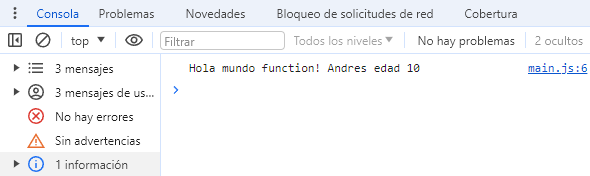 Consola Problemas Novedades Bloqueo de solicitudes de red Cobertura
top Filtrar Todos los niveles No hay problemas 2 ocultos
3 mensajes
3 mensajes de us...
No hay errores
Sin advertencias
1 información
Hola mundo function! Andres edad 10 main.js:6